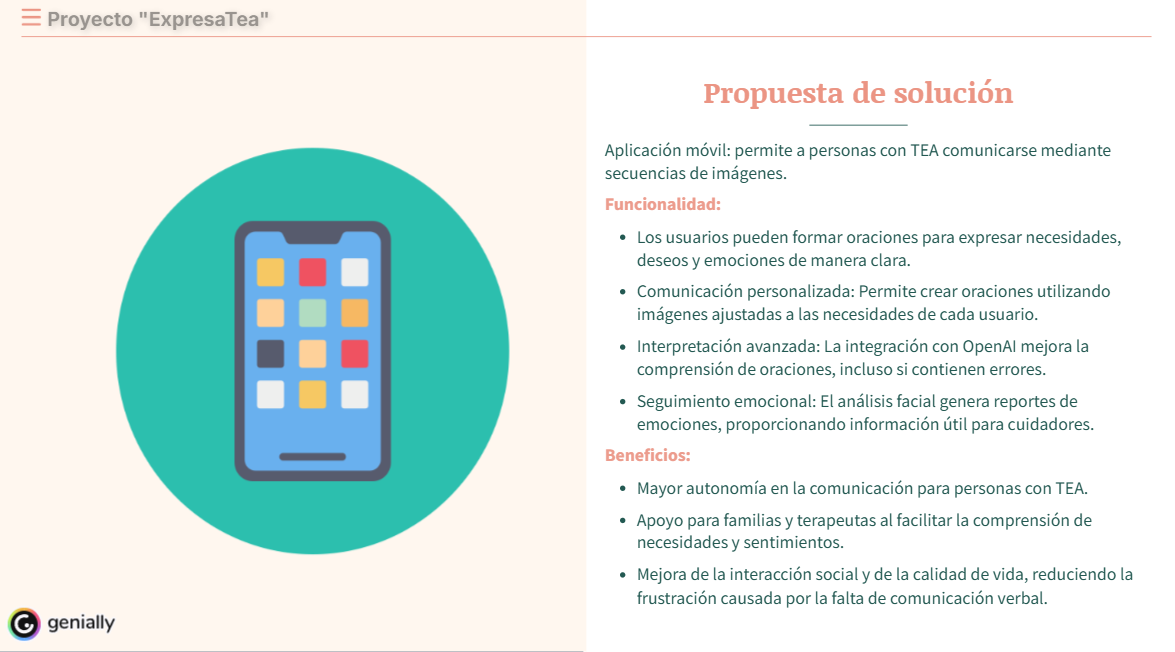 Proyecto "ExpresaTea"
Propuesta de solución
Aplicación móvil: permite a personas con TEA comunicarse mediante
secuencias de imágenes.
Funcionalidad:
• Los usuarios pueden formar oraciones para expresar necesidades,
deseos y emociones de manera clara.
• Comunicación personalizada: Permite crear oraciones utilizando
imágenes ajustadas a las necesidades de cada usuario.
• Interpretación avanzada: La integración con OpenAI mejora la
comprensión de oraciones, incluso si contienen errores.
• Seguimiento emocional: El análisis facial genera reportes de
emociones, proporcionando información útil para cuidadores.
Beneficios:
• Mayor autonomía en la comunicación para personas con TEA.
• Apoyo para familias y terapeutas al facilitar la comprensión de
necesidades y sentimientos.
• Mejora de la interacción social y de la calidad de vida, reduciendo la
frustración causada por la falta de comunicación verbal.
genially